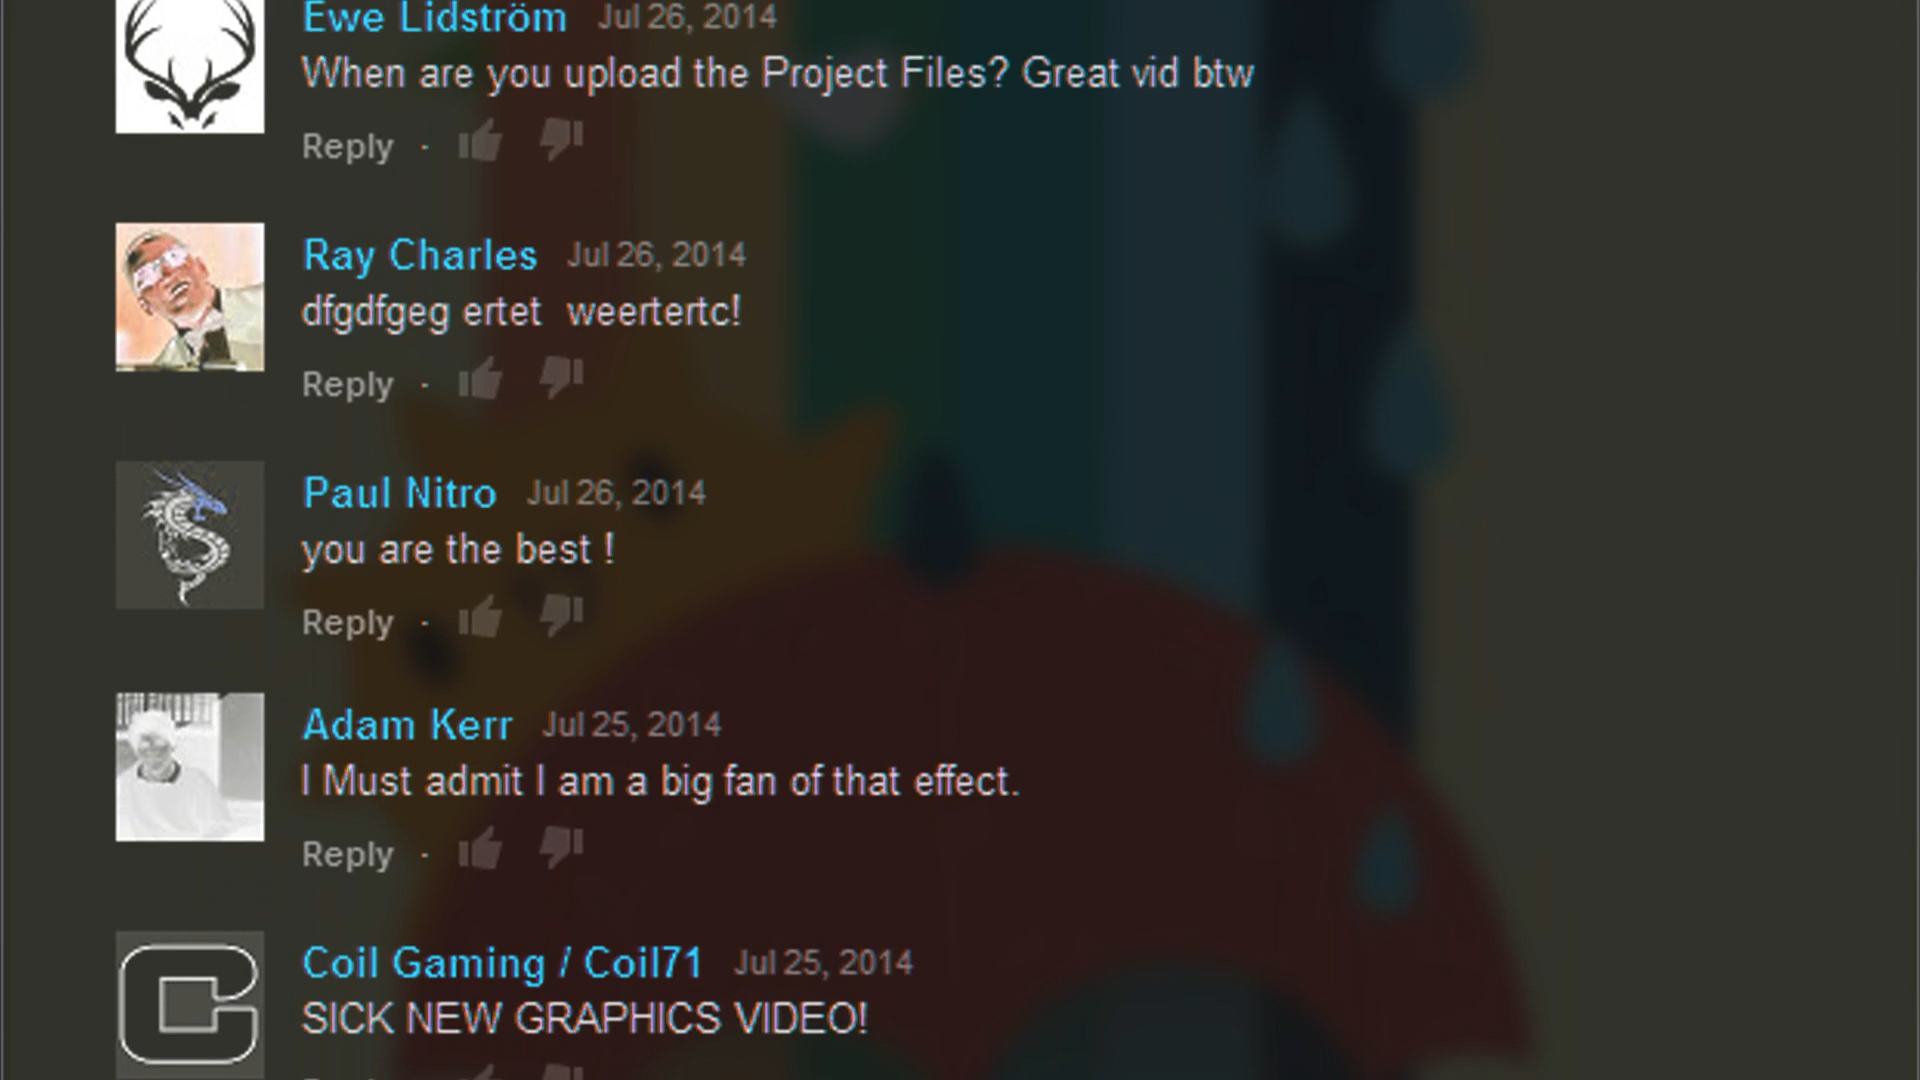 Ewe Lidström Jul 26, 2014
When are you upload the Project Files? Great vid btw
Reply ·
Ray Charles Jul 26, 2014
dfgdfgeg ertet  weertertc!
Reply ·
Paul Nitro Jul 26, 2014
you are the best !
Reply ·
Adam Kerr Jul 25, 2014
I Must admit I am a big fan of that effect.
Reply ·
Coil Gaming / Coil71 Jul 25, 2014
SICK NEW GRAPHICS VIDEO!